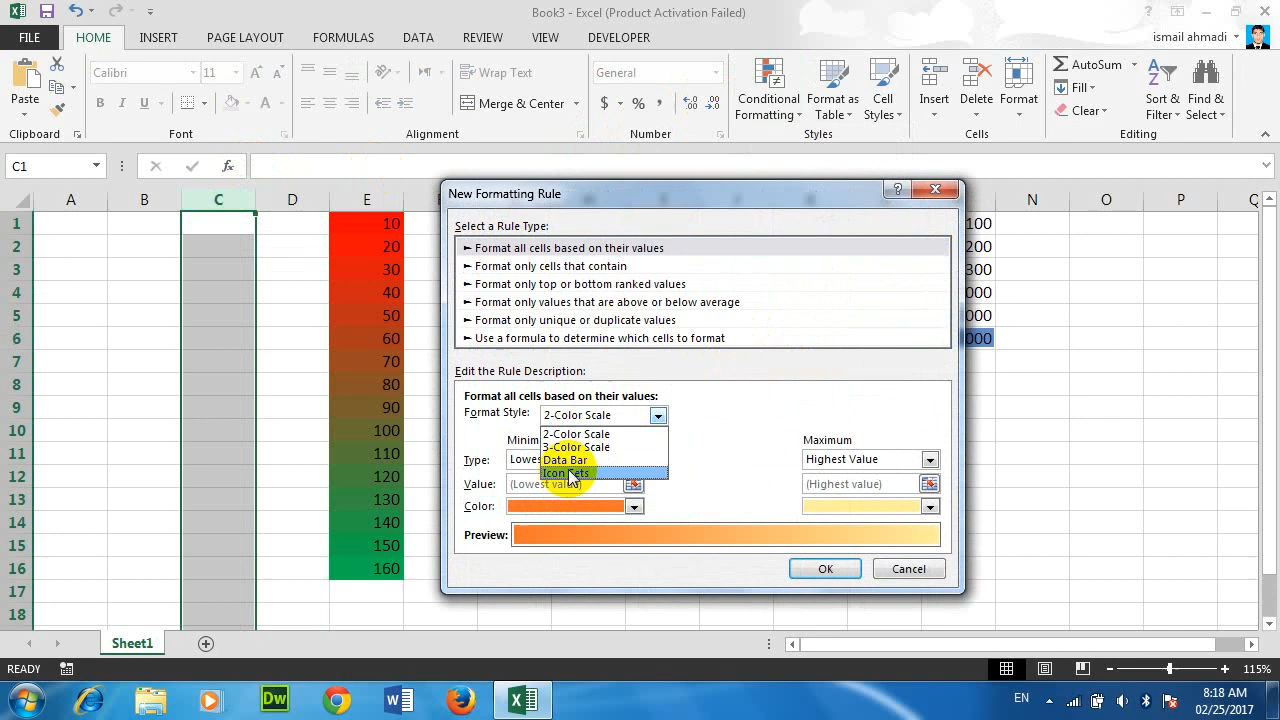 Book3 - Excel (Product Activation Failed)
FILE HOME INSERT PAGE LAYOUT FORMULAS DATA REVIEW VIEW DEVELOPER ismail ahmadi
Paste
Calibri 11
B I U
Wrap Text
Merge & Center
General
$ % ,
Conditional Formatting
Format as Table
Cell Styles
Insert Delete Format
AutoSum
Fill
Clear
Sort & Filter
Find & Select
Clipboard Font Alignment Number Styles Cells Editing
C1 fx
A B C D E N O P Q
1 10 100
2 20 200
3 30 300
4 40 000
5 50 000
6 60 000
7 70
8 80
9 90
10 100
11 110
12 120
13 130
14 140
15 150
16 160
17
18
New Formatting Rule
Select a Rule Type:
► Format all cells based on their values
► Format only cells that contain
► Format only top or bottom ranked values
► Format only values that are above or below average
► Format only unique or duplicate values
► Use a formula to determine which cells to format
Edit the Rule Description:
Format all cells based on their values:
Format Style: 2-Color Scale
2-Color Scale
3-Color Scale
Data Bar
Icon Sets
Minim Maximum
Type: Lowe Highest Value
Value: (Lowest value) (Highest value)
Color:
Preview:
OK Cancel
Sheet1
READY 115%
Dw
EN 8:18 AM
02/25/2017